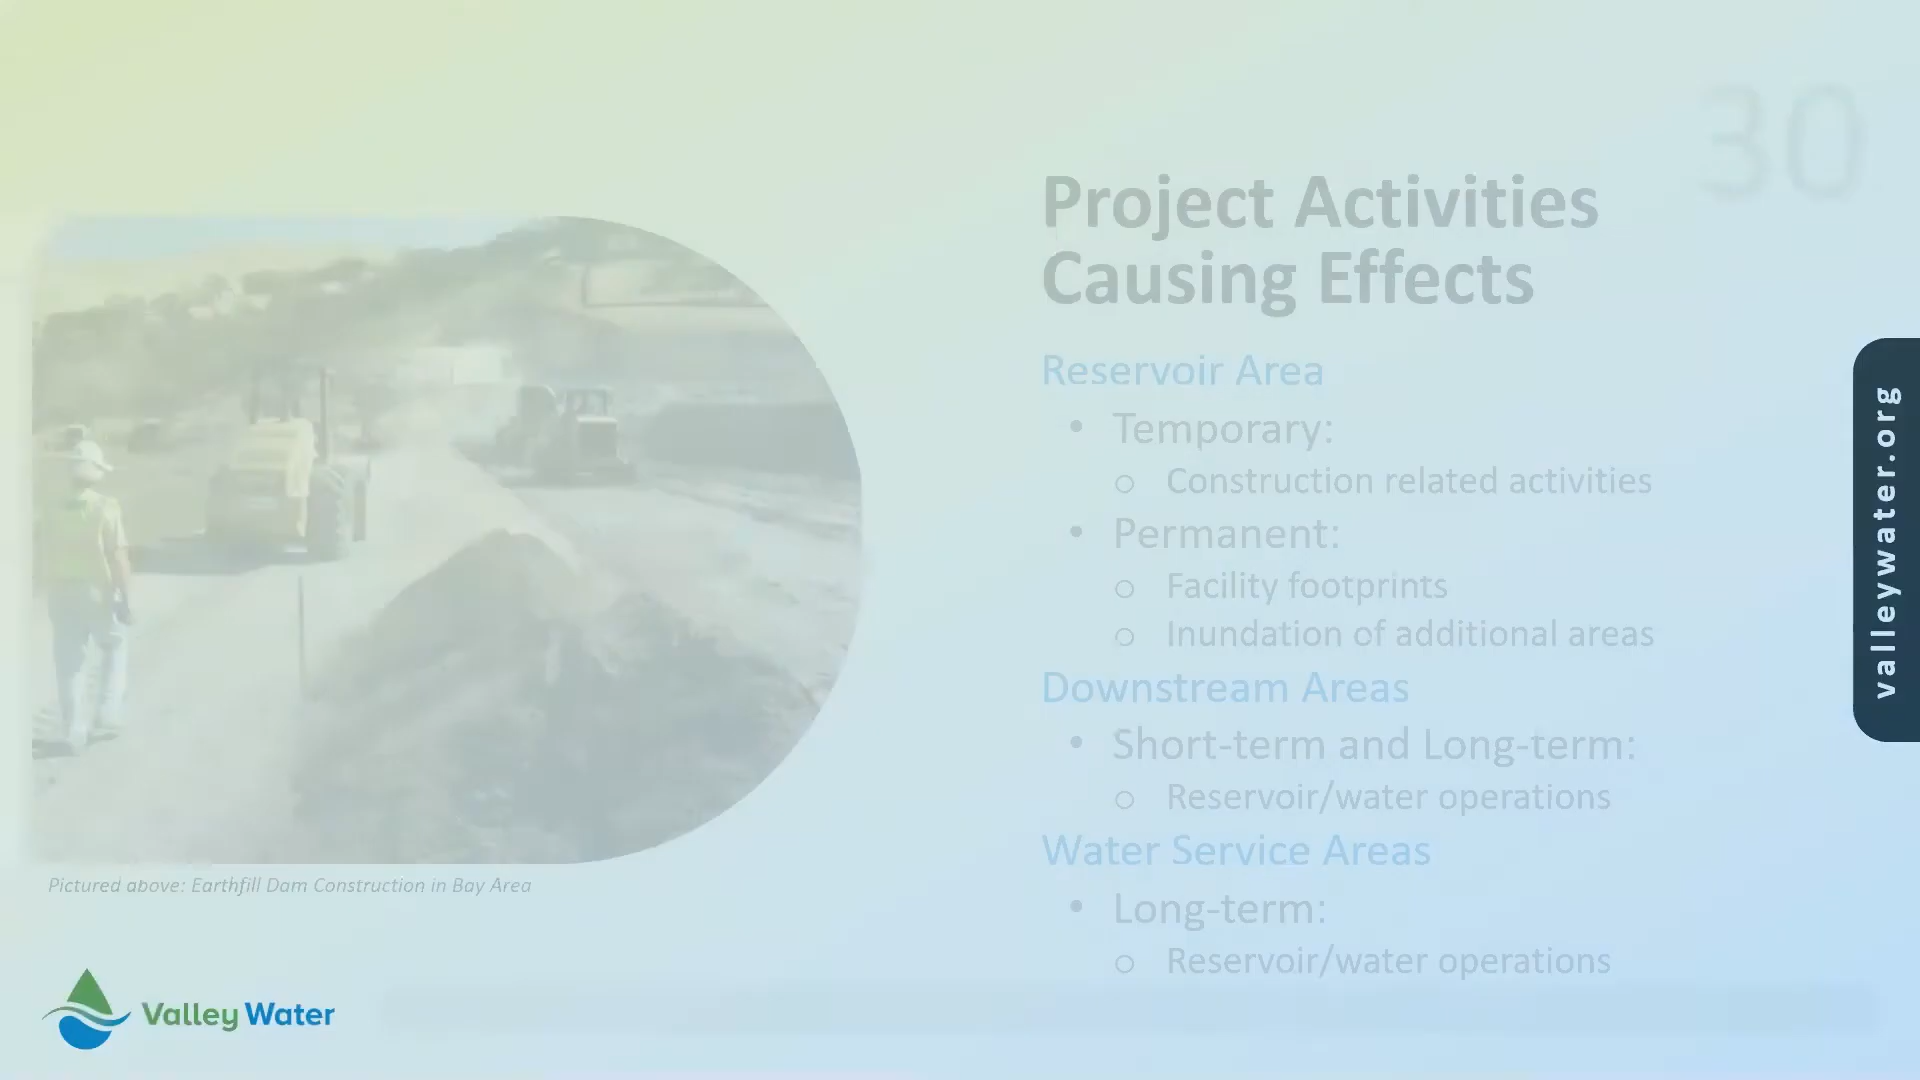 30
Project Activities
Causing Effects
Reservoir Area
• Temporary:
o Construction related activities
• Permanent:
o Facility footprints
o Inundation of additional areas
Downstream Areas
• Short-term and Long-term:
o Reservoir/water operations
Water Service Areas
• Long-term:
o Reservoir/water operations
Pictured above: Earthfill Dam Construction in Bay Area
Valley Water
valleywater.org